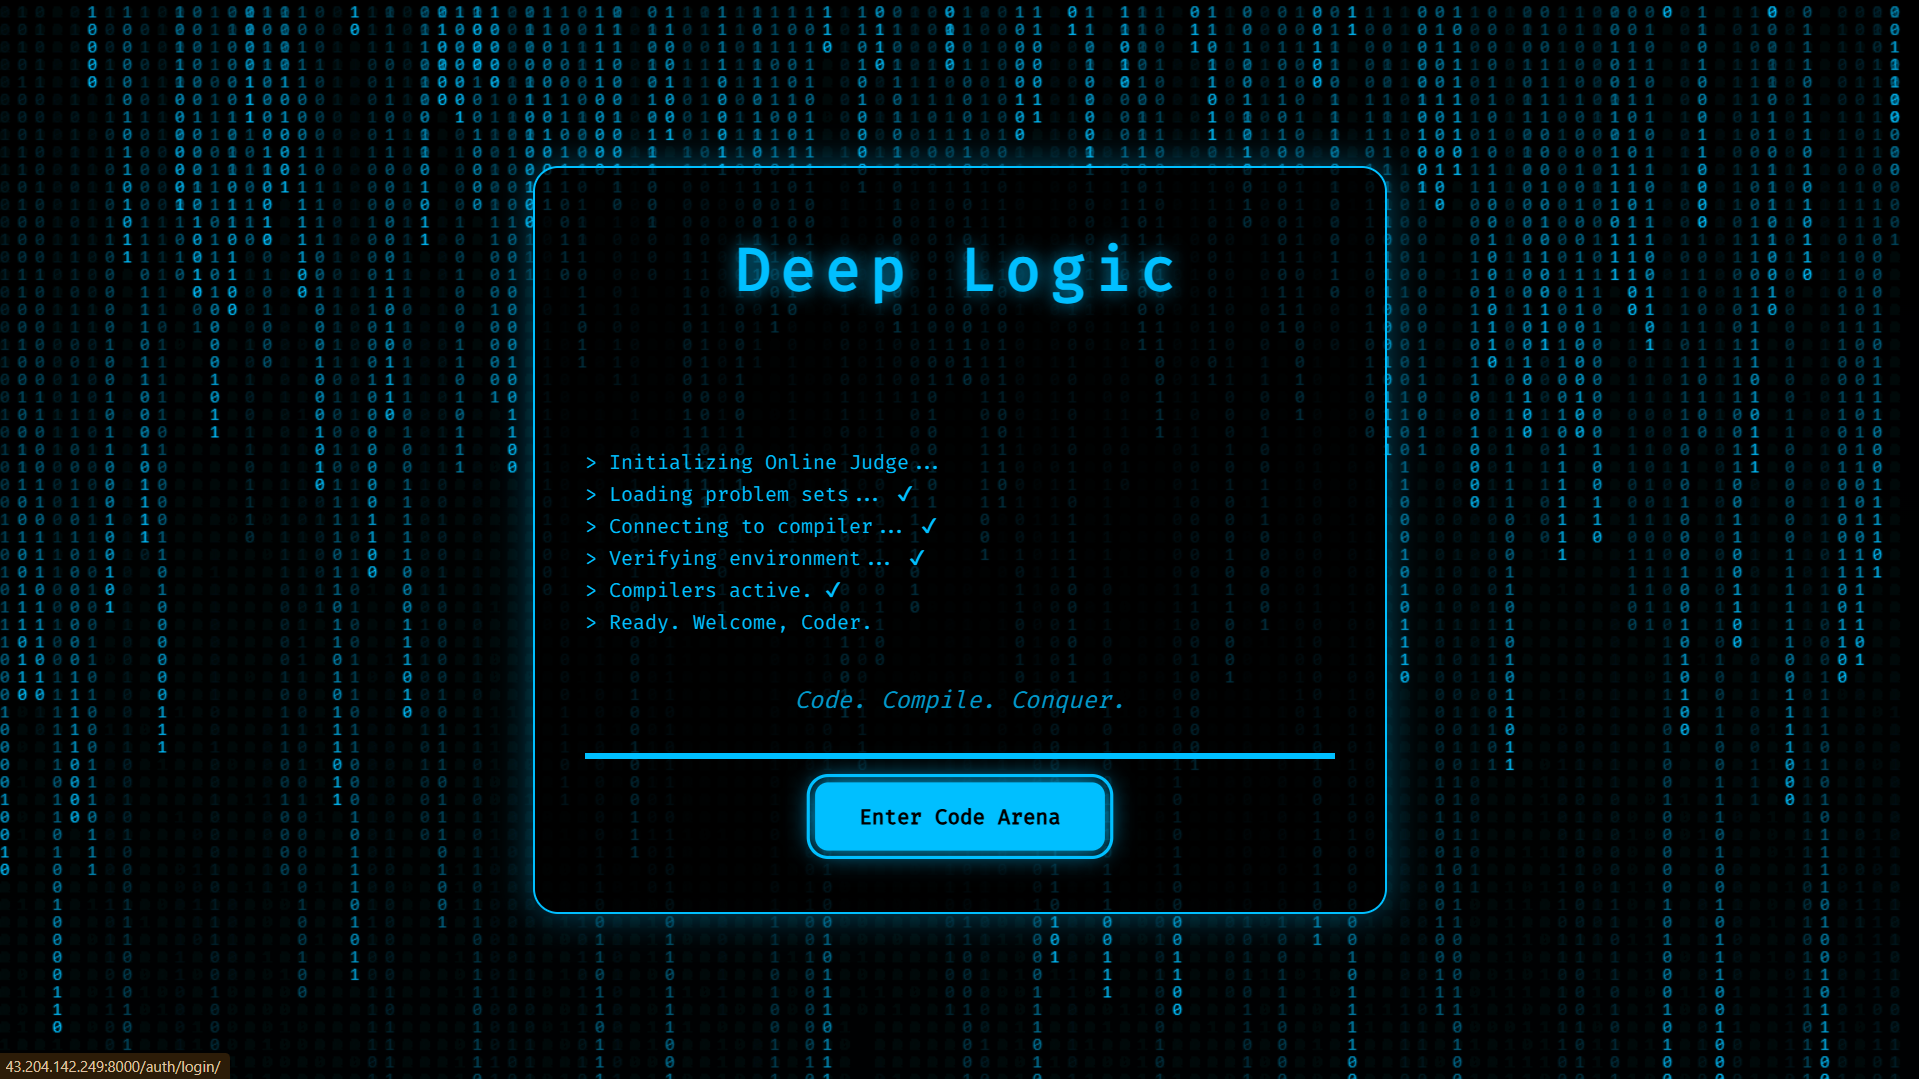 Deep Logic
> Initializing Online Judge...
> Loading problem sets... ✓
> Connecting to compiler... ✓
> Verifying environment... ✓
> Compilers active. ✓
> Ready. Welcome, Coder.
Code. Compile. Conquer.
Enter Code Arena
43.204.142.249:8000/auth/login/